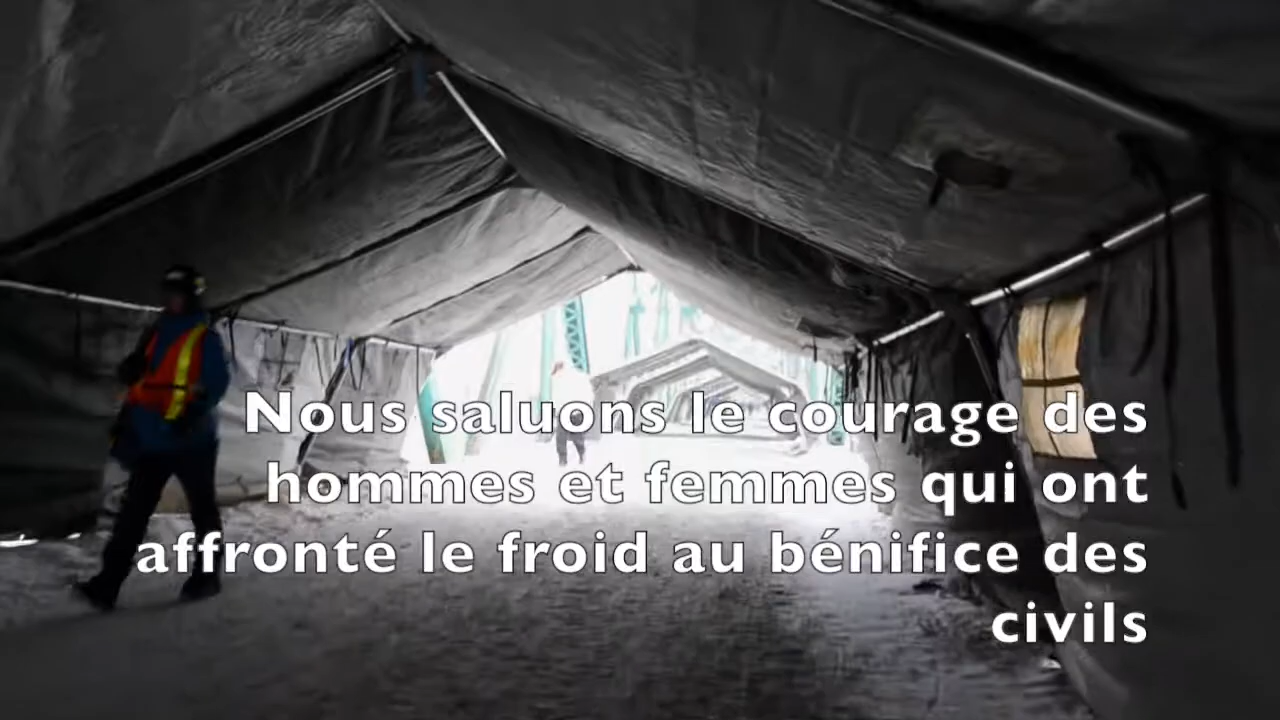 Nous saluons le courage des
hommes et femmes qui ont
affronté le froid au bénifice des
civils